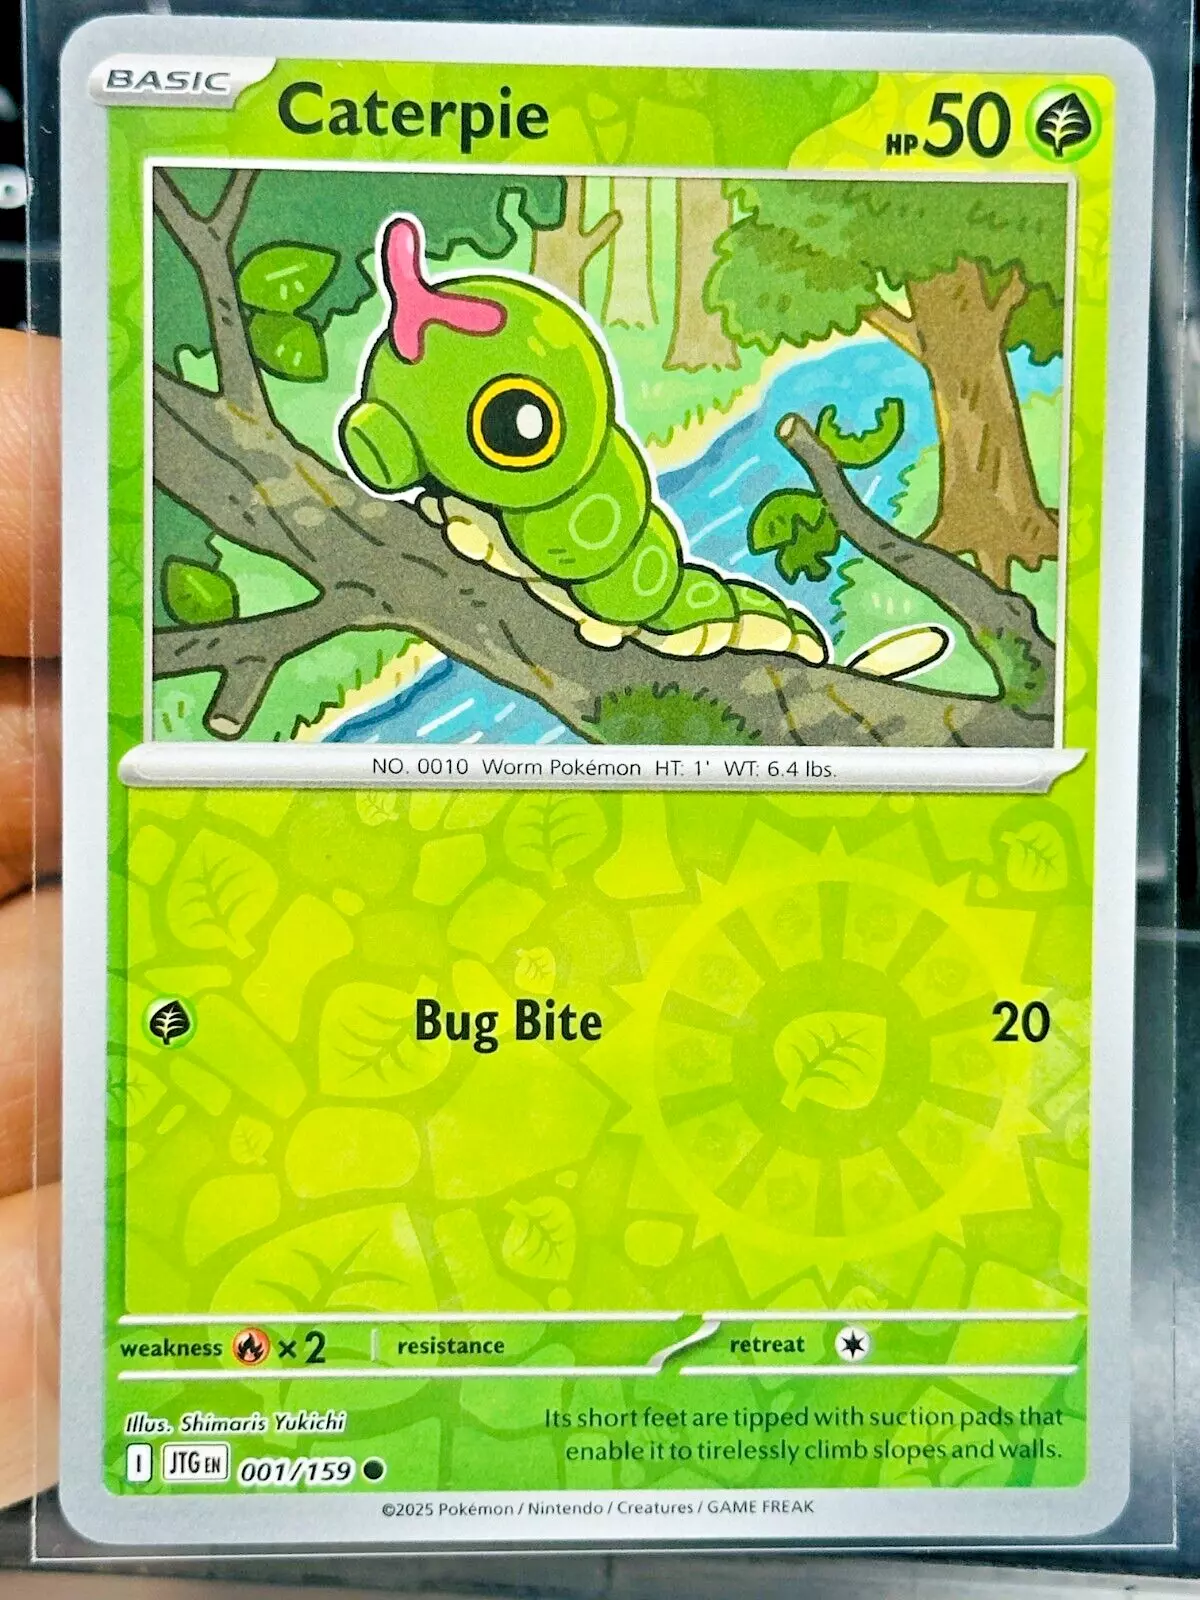 BASIC
Caterpie
HP 50
NO. 0010 Worm Pokémon HT: 1' WT: 6.4 lbs.
Bug Bite 20
weakness ×2 resistance retreat
Illus. Shimaris Yukichi
Its short feet are tipped with suction pads that
enable it to tirelessly climb slopes and walls.
I JTG EN 001/159
©2025 Pokémon / Nintendo / Creatures / GAME FREAK